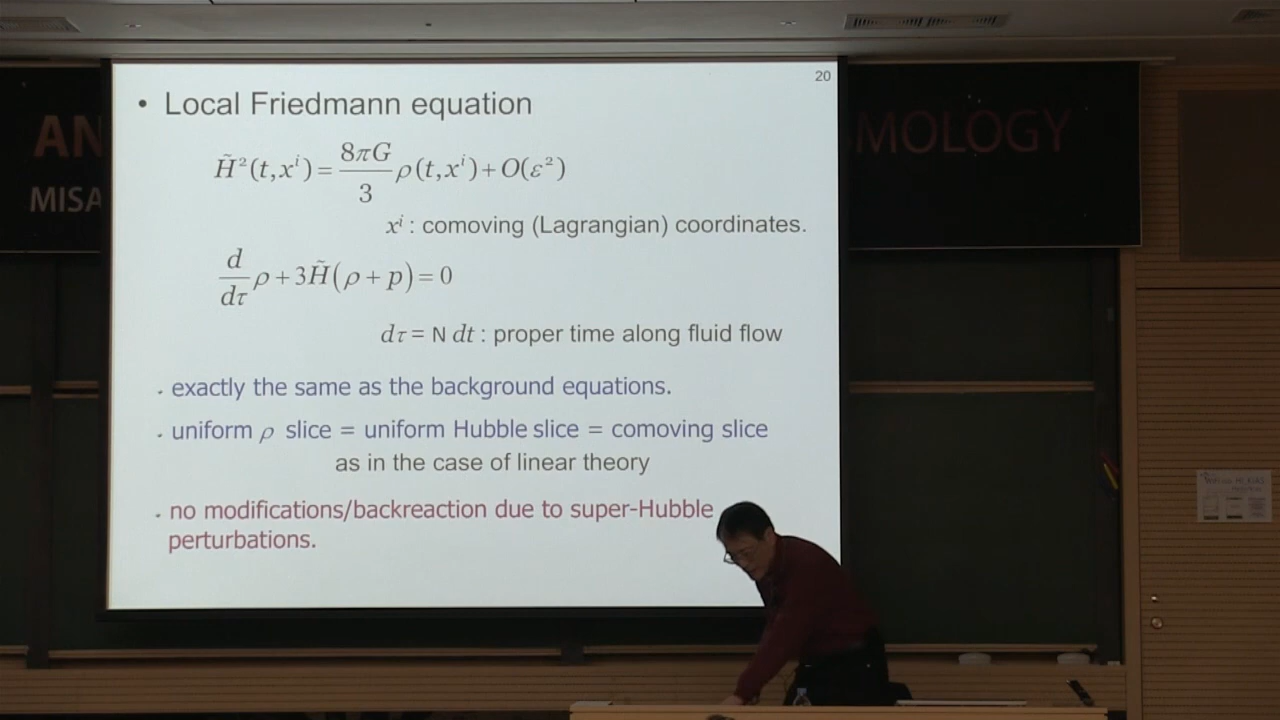 20
• Local Friedmann equation
H̃²(t,xⁱ) = 8πG/3 ρ(t,xⁱ) + O(ε²)
xⁱ : comoving (Lagrangian) coordinates.
d/dτ ρ + 3H̃(ρ + p) = 0
dτ = N dt : proper time along fluid flow
- exactly the same as the background equations.
- uniform ρ slice = uniform Hubble slice = comoving slice
as in the case of linear theory
- no modifications/backreaction due to super-Hubble
perturbations.
AN
MOLOGY
MISA